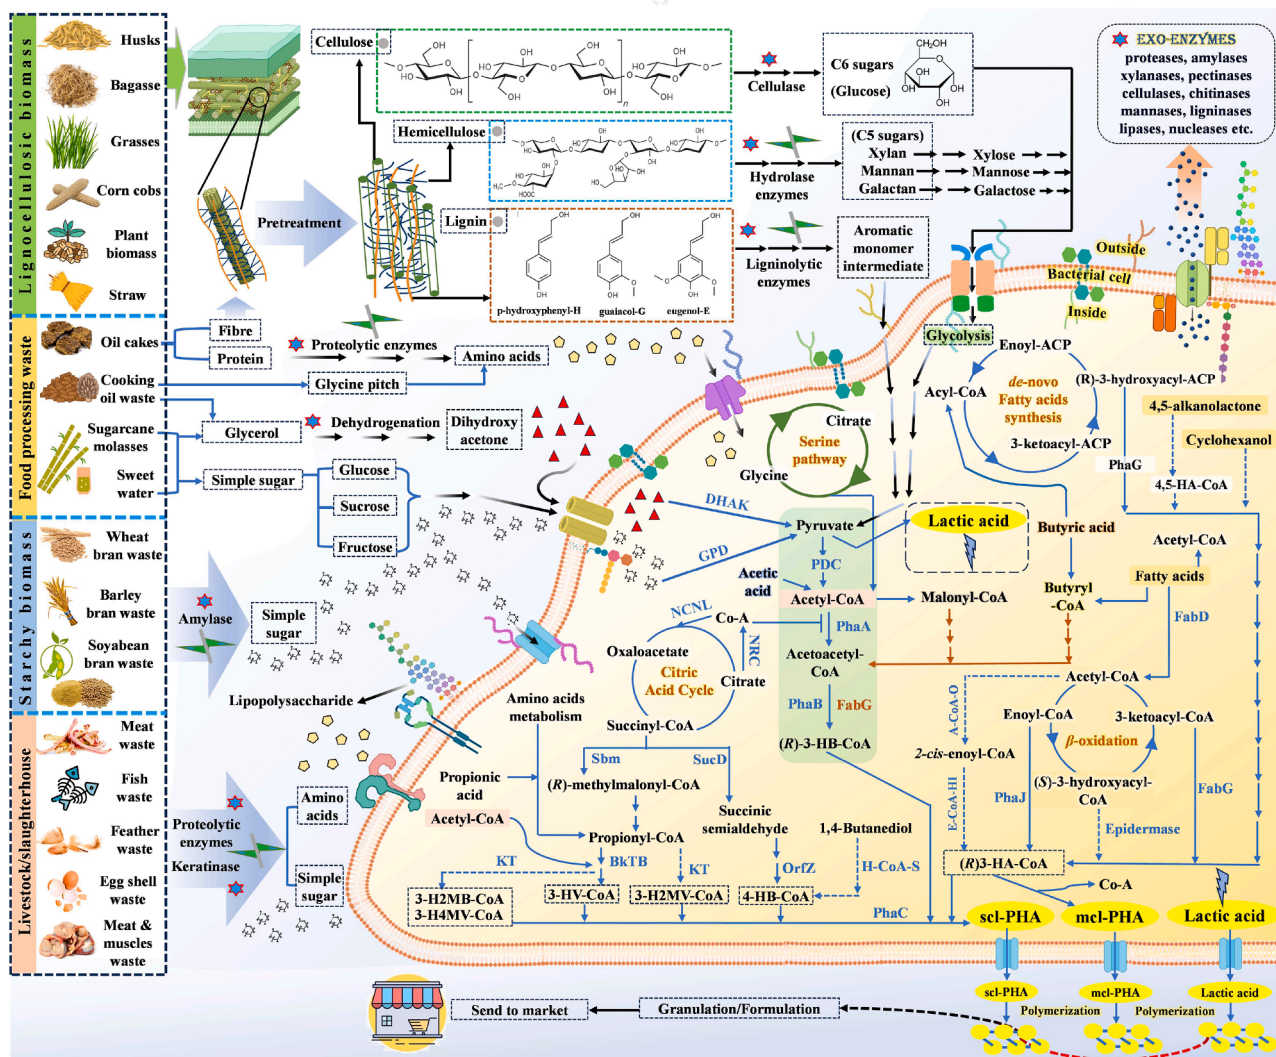 Lignocellulosic biomass
Husks
Bagasse
Grasses
Corn cobs
Plant
biomass
Straw
Food processing waste
Oil cakes
Cooking
oil waste
Sugarcane
molasses
Sweet
water
Starchy biomass
Wheat
bran waste
Barley
bran waste
Soyabean
bran waste
Livestock/slaughterhouse
Meat
waste
Fish
waste
Feather
waste
Egg shell
waste
Meat &
muscles
waste
Pretreatment
Cellulose
Hemicellulose
Lignin
n
p-hydroxyphenyl-H
guaiacol-G
eugenol-E
Cellulase
C6 sugars
(Glucose)
CH₂OH
Hydrolase
enzymes
(C5 sugars)
Xylan
Xylose
Mannan
Mannose
Galactan
Galactose
Ligninolytic
enzymes
Aromatic
monomer
intermediate
EXO-ENZYMES
proteases, amylases
xylanases, pectinases
cellulases, chitinases
mannases, ligninases
lipases, nucleases etc.
Outside
Bacterial cell
Inside
Fibre
Protein
Proteolytic enzymes
Amino acids
Glycine pitch
Glycerol
Dehydrogenation
Dihydroxy
acetone
Simple sugar
Glucose
Sucrose
Fructose
Amylase
Simple
sugar
Lipopolysaccharide
Proteolytic
enzymes
Keratinase
Amino
acids
Simple
sugar
Glycolysis
Enoyl-ACP
Acyl-CoA
de-novo
Fatty acids
synthesis
(R)-3-hydroxyacyl-ACP
3-ketoacyl-ACP
PhaG
4,5-alkanolactone
Cyclohexanol
4,5-HA-CoA
Citrate
Serine
pathway
Glycine
DHAK
GPD
Pyruvate
Lactic acid
PDC
Acetic
acid
Acetyl-CoA
Malonyl-CoA
Butyric acid
Butyryl
-CoA
Acetyl-CoA
Fatty acids
FabD
NCNL
Co-A
NRC
PhaA
Oxaloacetate
Citric
Acid Cycle
Citrate
Succinyl-CoA
Acetoacetyl-
CoA
PhaB
FabG
(R)-3-HB-CoA
Amino acids
metabolism
Sbm
SucD
(R)-methylmalonyl-CoA
Propionic
acid
Acetyl-CoA
Succinic
semialdehyde
Propionyl-CoA
1,4-Butanediol
KT
BkTB
KT
OrfZ
H-CoA-S
3-H2MB-CoA
3-H4MV-CoA
3-HV-CoA
3-H2MV-CoA
4-HB-CoA
PhaC
Acetyl-CoA
A-CoA-O
2-cis-enoyl-CoA
E-CoA-HI
Enoyl-CoA
3-ketoacyl-CoA
β-oxidation
(S)-3-hydroxyacyl-
CoA
PhaJ
FabG
Epidermase
(R)3-HA-CoA
Co-A
scl-PHA
mcl-PHA
Lactic acid
scl-PHA
mcl-PHA
Lactic acid
Polymerization
Polymerization
Granulation/Formulation
Send to market